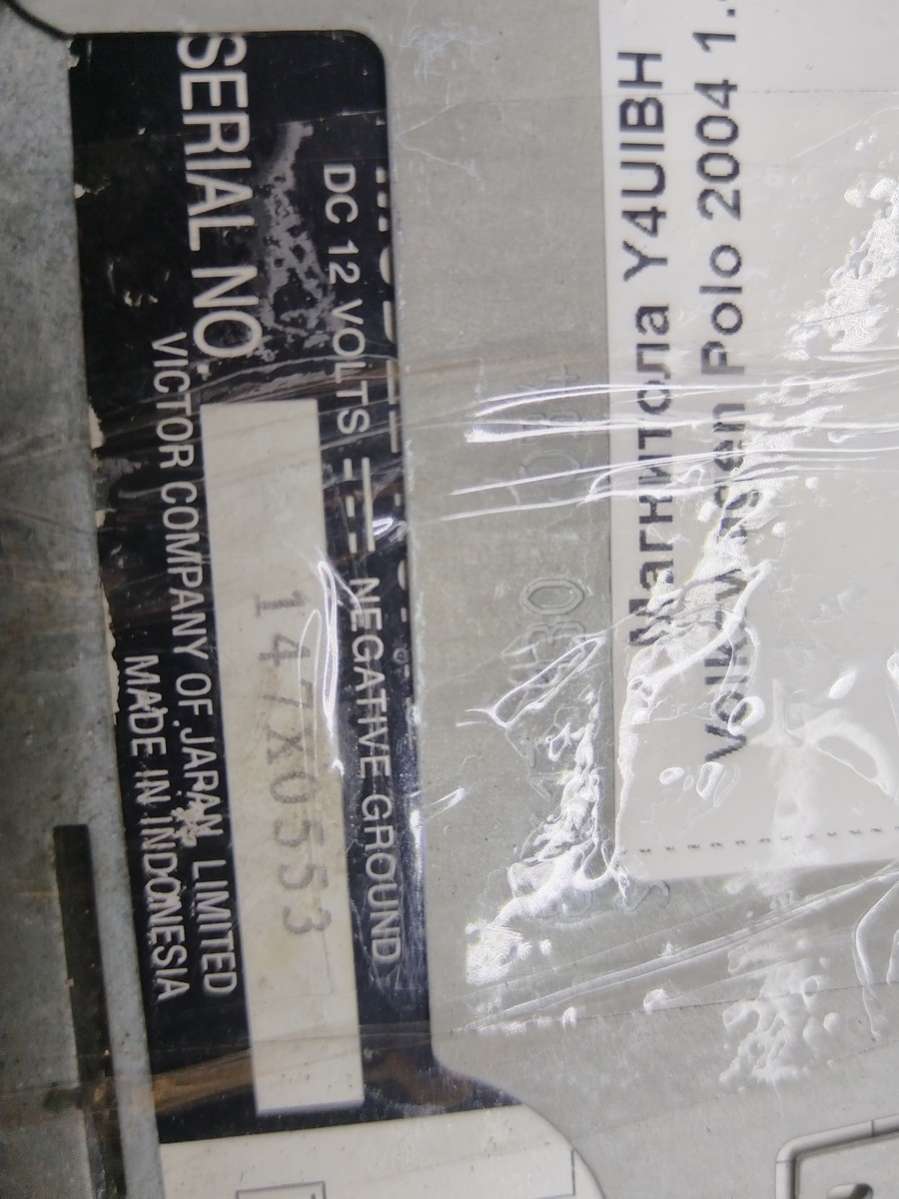 DC 12 VOLTS NEGATIVE GROUND
SERIAL NO. 147X0553
VICTOR COMPANY OF JAPAN, LIMITED
MADE IN INDONESIA
Магнитола Y4UIBH
Volkswagen Polo 2004 1.